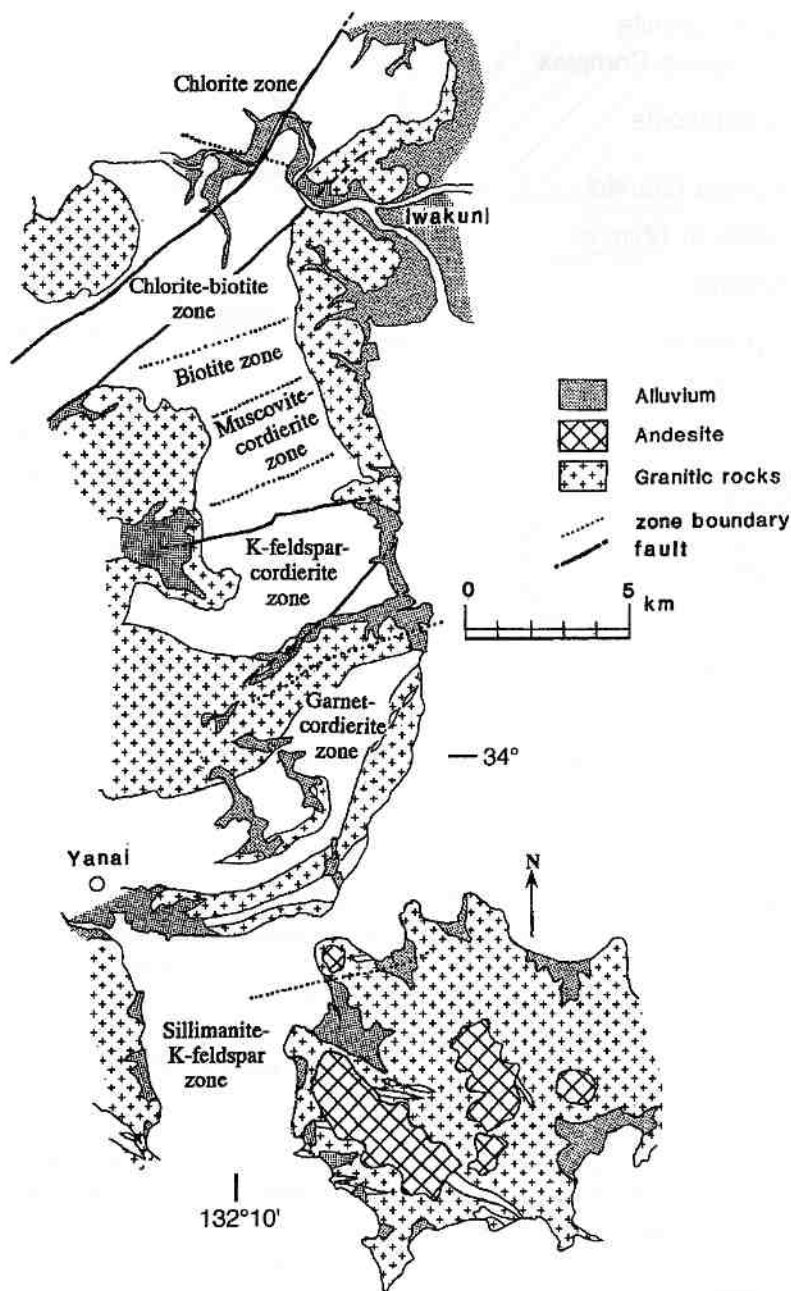 Chlorite zone
Iwakuni
Chlorite-biotite
zone
Biotite zone
Muscovite-
cordierite
zone
Alluvium
Andesite
Granitic rocks
zone boundary
fault
0 5
km
K-feldspar-
cordierite
zone
Garnet-
cordierite
zone
34°
Yanai
N
Sillimanite-
K-feldspar
zone
132°10'